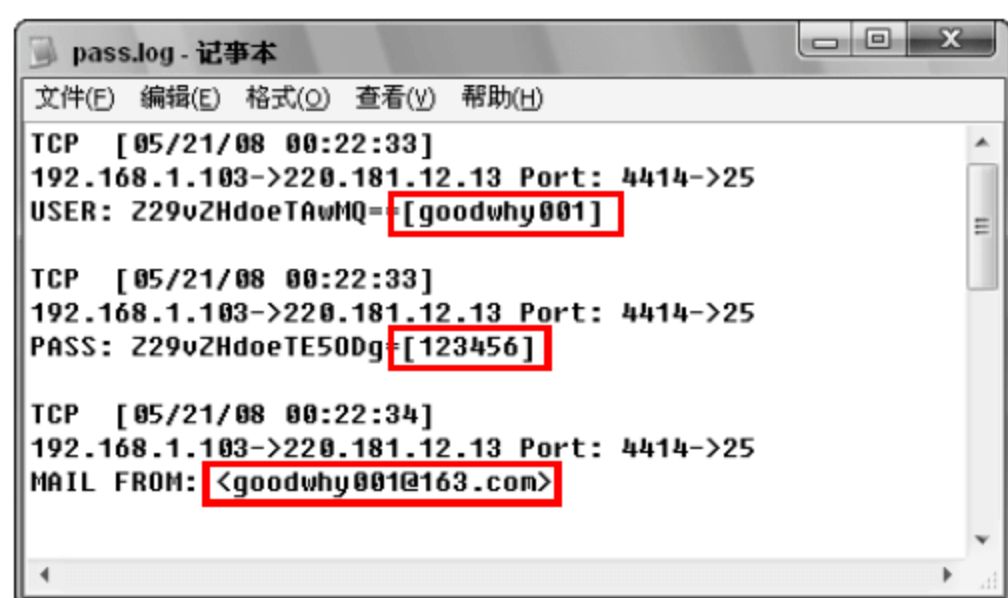 pass.log - 记事本
文件(F) 编辑(E) 格式(O) 查看(V) 帮助(H)
TCP [05/21/08 00:22:33]
192.168.1.103->220.181.12.13 Port: 4414->25
USER: Z29vZHdoeTAwMQ==[goodwhy001]
TCP [05/21/08 00:22:33]
192.168.1.103->220.181.12.13 Port: 4414->25
PASS: Z29vZHdoeTE5ODg=[123456]
TCP [05/21/08 00:22:34]
192.168.1.103->220.181.12.13 Port: 4414->25
MAIL FROM: <goodwhy001@163.com>